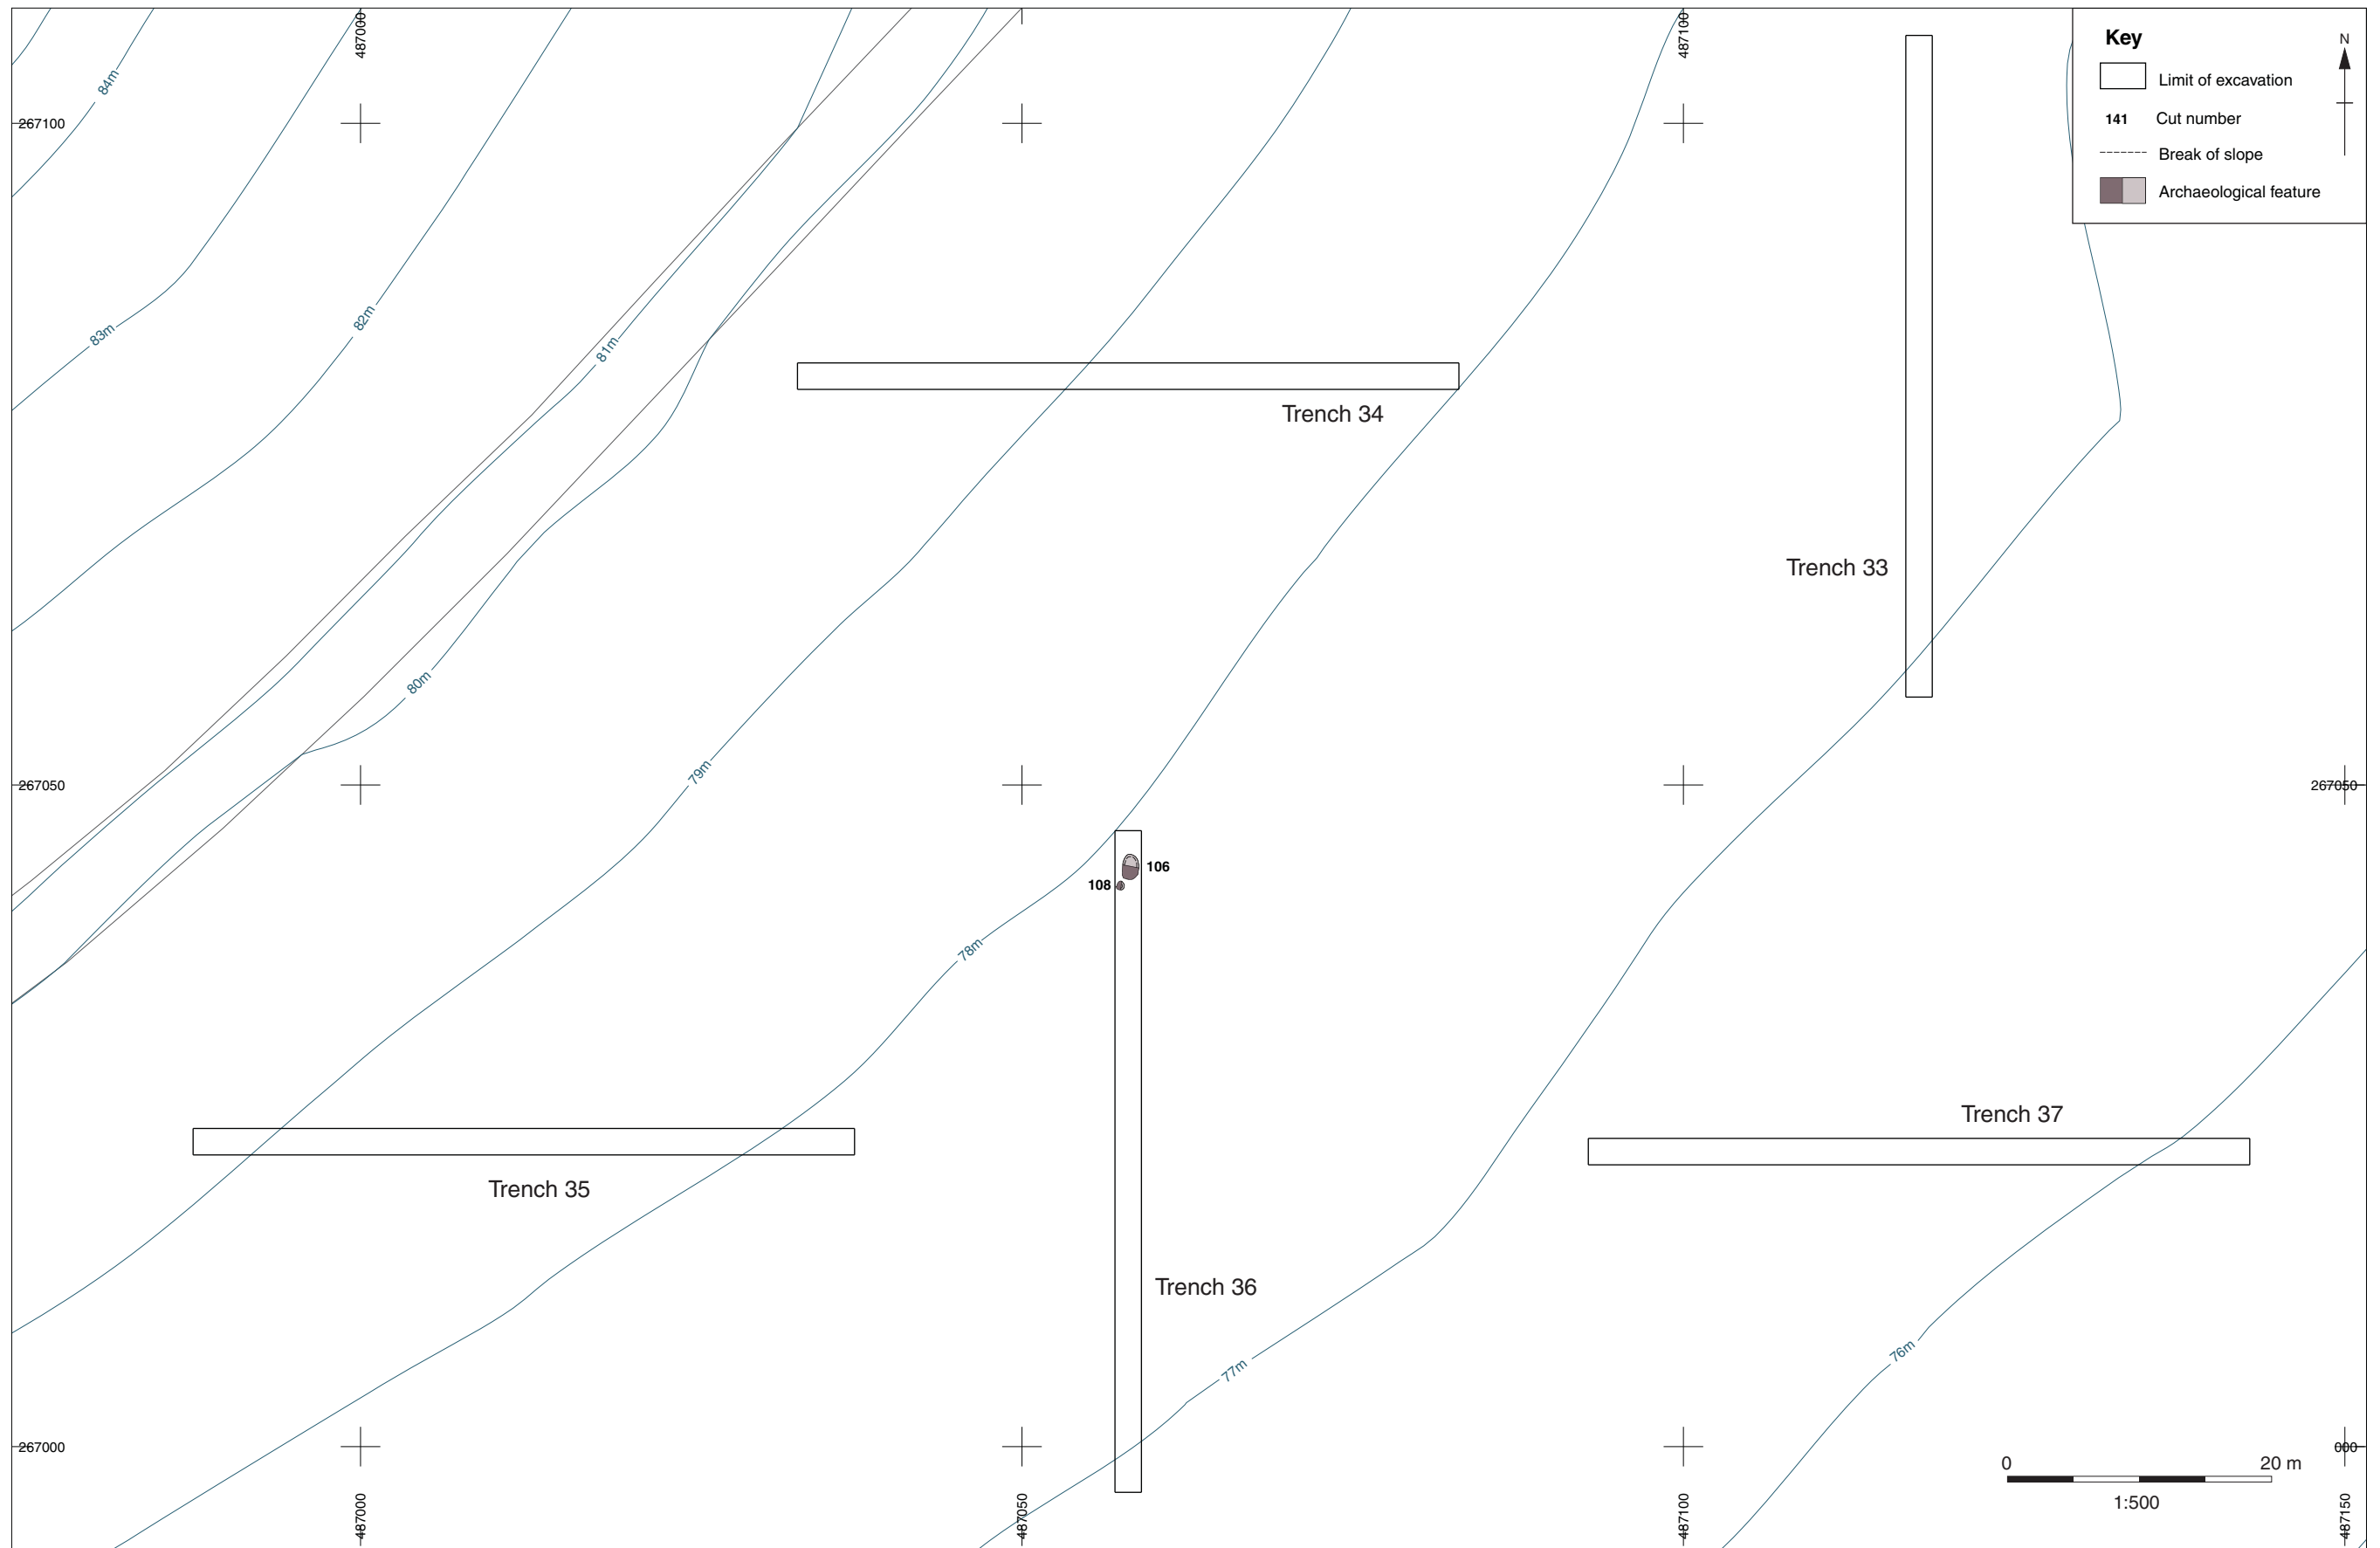 487000
487100
Key
N
Limit of excavation
141 Cut number
Break of slope
Archaeological feature
84m
267100
83m
82m
81m
Trench 34
Trench 33
80m
79m
267050
267050
106
108
78m
Trench 37
Trench 35
Trench 36
77m
76m
267000
000
0 20 m
1:500
487000
487050
487100
487150